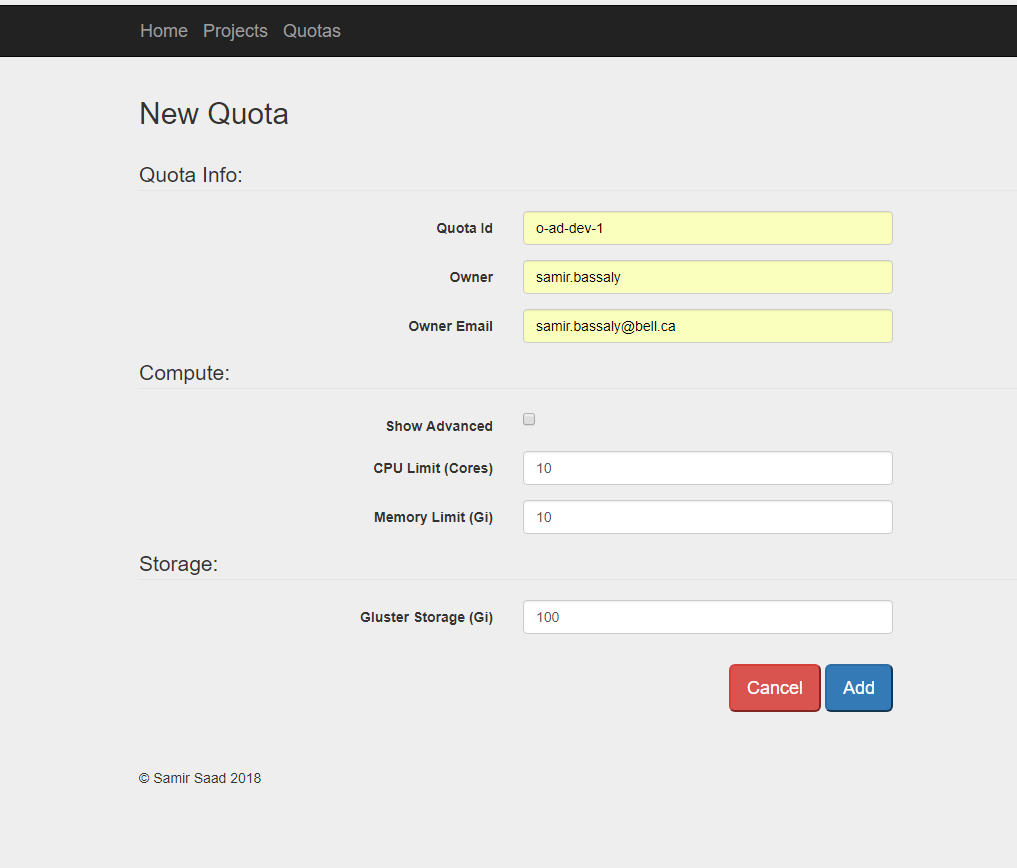 Home Projects Quotas
New Quota
Quota Info:
Quota Id o-ad-dev-1
Owner samir.bassaly
Owner Email samir.bassaly@bell.ca
Compute:
Show Advanced
CPU Limit (Cores) 10
Memory Limit (Gi) 10
Storage:
Gluster Storage (Gi) 100
Cancel Add
© Samir Saad 2018